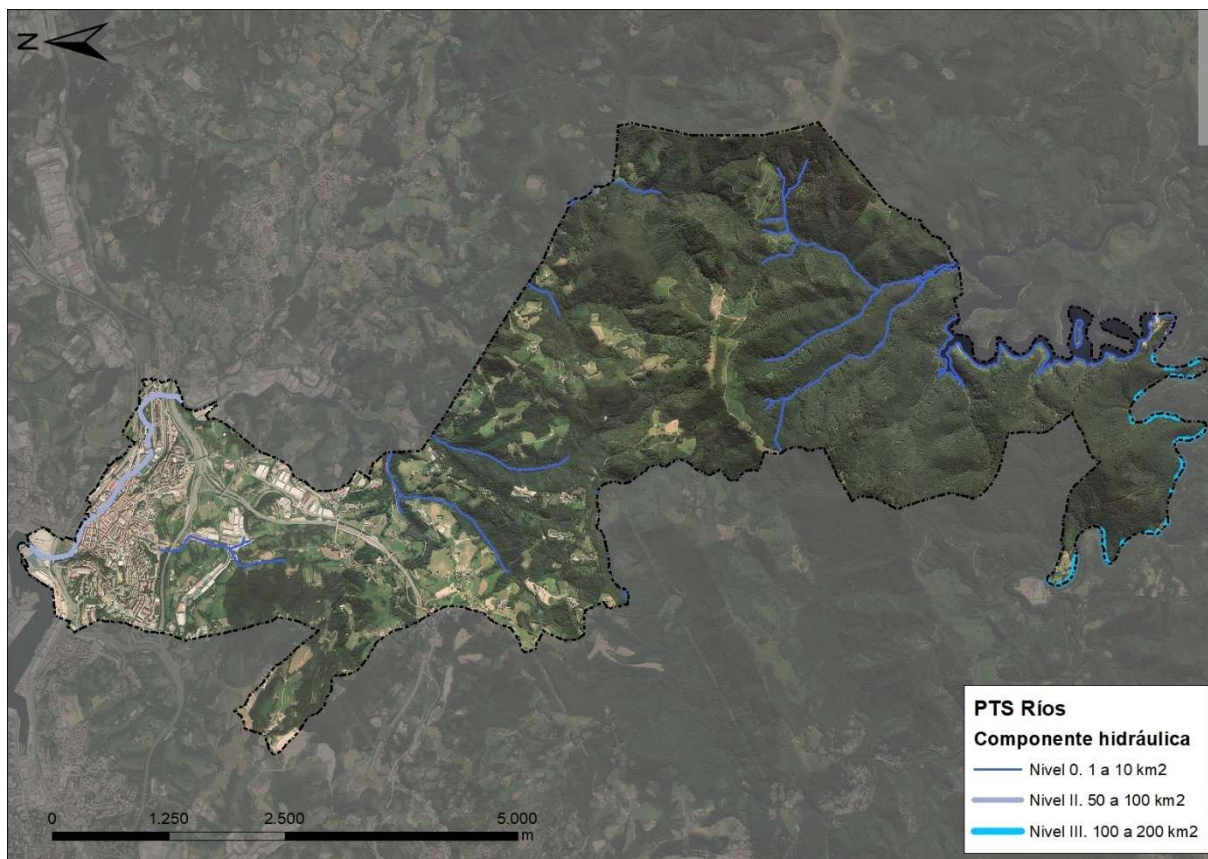 N
PTS Ríos
Componente hidráulica
Nivel 0. 1 a 10 km2
Nivel II. 50 a 100 km2
Nivel III. 100 a 200 km2
0 1.250 2.500 5.000
m